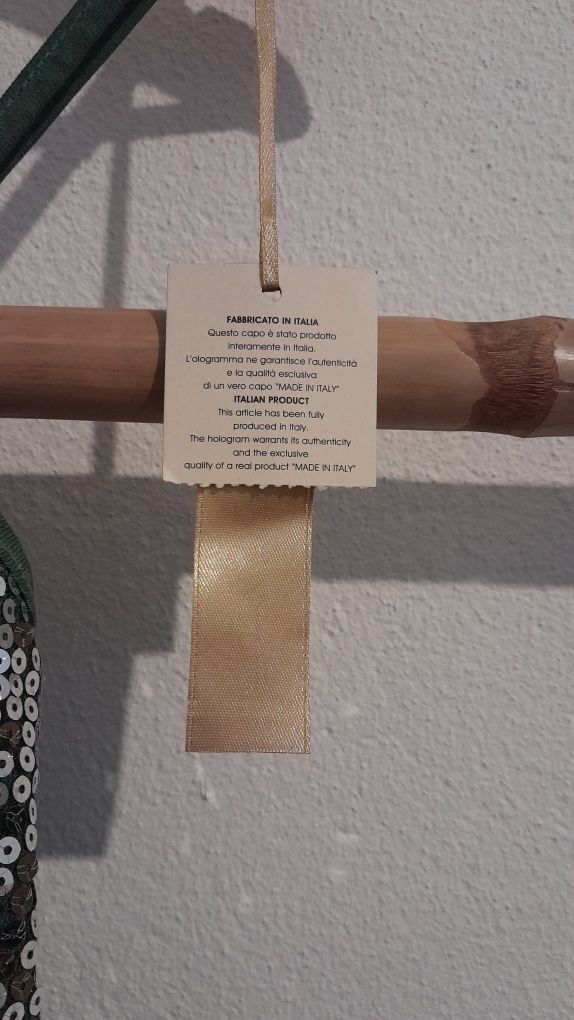 FABBRICATO IN ITALIA
Questo capo è stato prodotto
interamente in Italia.
L'ologramma ne garantisce l'autenticità
e la qualità esclusiva
di un vero capo "MADE IN ITALY"
ITALIAN PRODUCT
This article has been fully
produced in Italy.
The hologram warrants its authenticity
and the exclusive
quality of a real product "MADE IN ITALY"